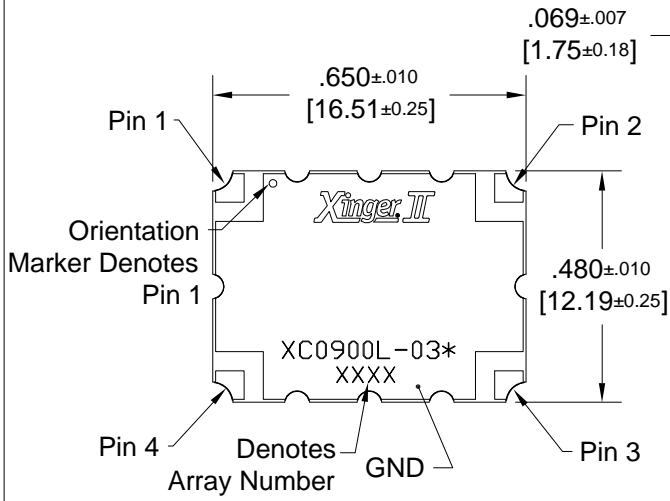 .069±.007
[1.75±0.18]
.650±.010
[16.51±0.25]
Pin 1
Pin 2
Xinger II
Orientation
Marker Denotes
Pin 1
.480±.010
[12.19±0.25]
XC0900L-03*
XXXX
Pin 4
Denotes
Array Number
GND
Pin 3